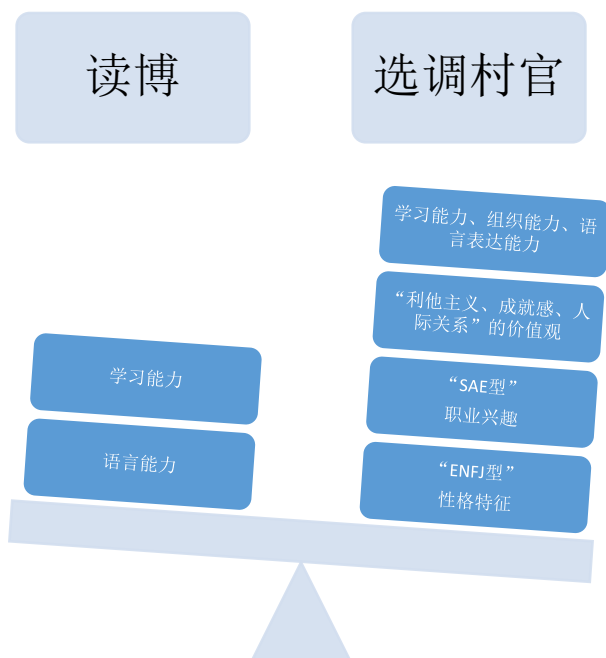 读博
选调村官
学习能力
语言能力
学习能力、组织能力、语
言表达能力
“利他主义、成就感、人
际关系”的价值观
“SAE型”
职业兴趣
“ENFJ型”
性格特征